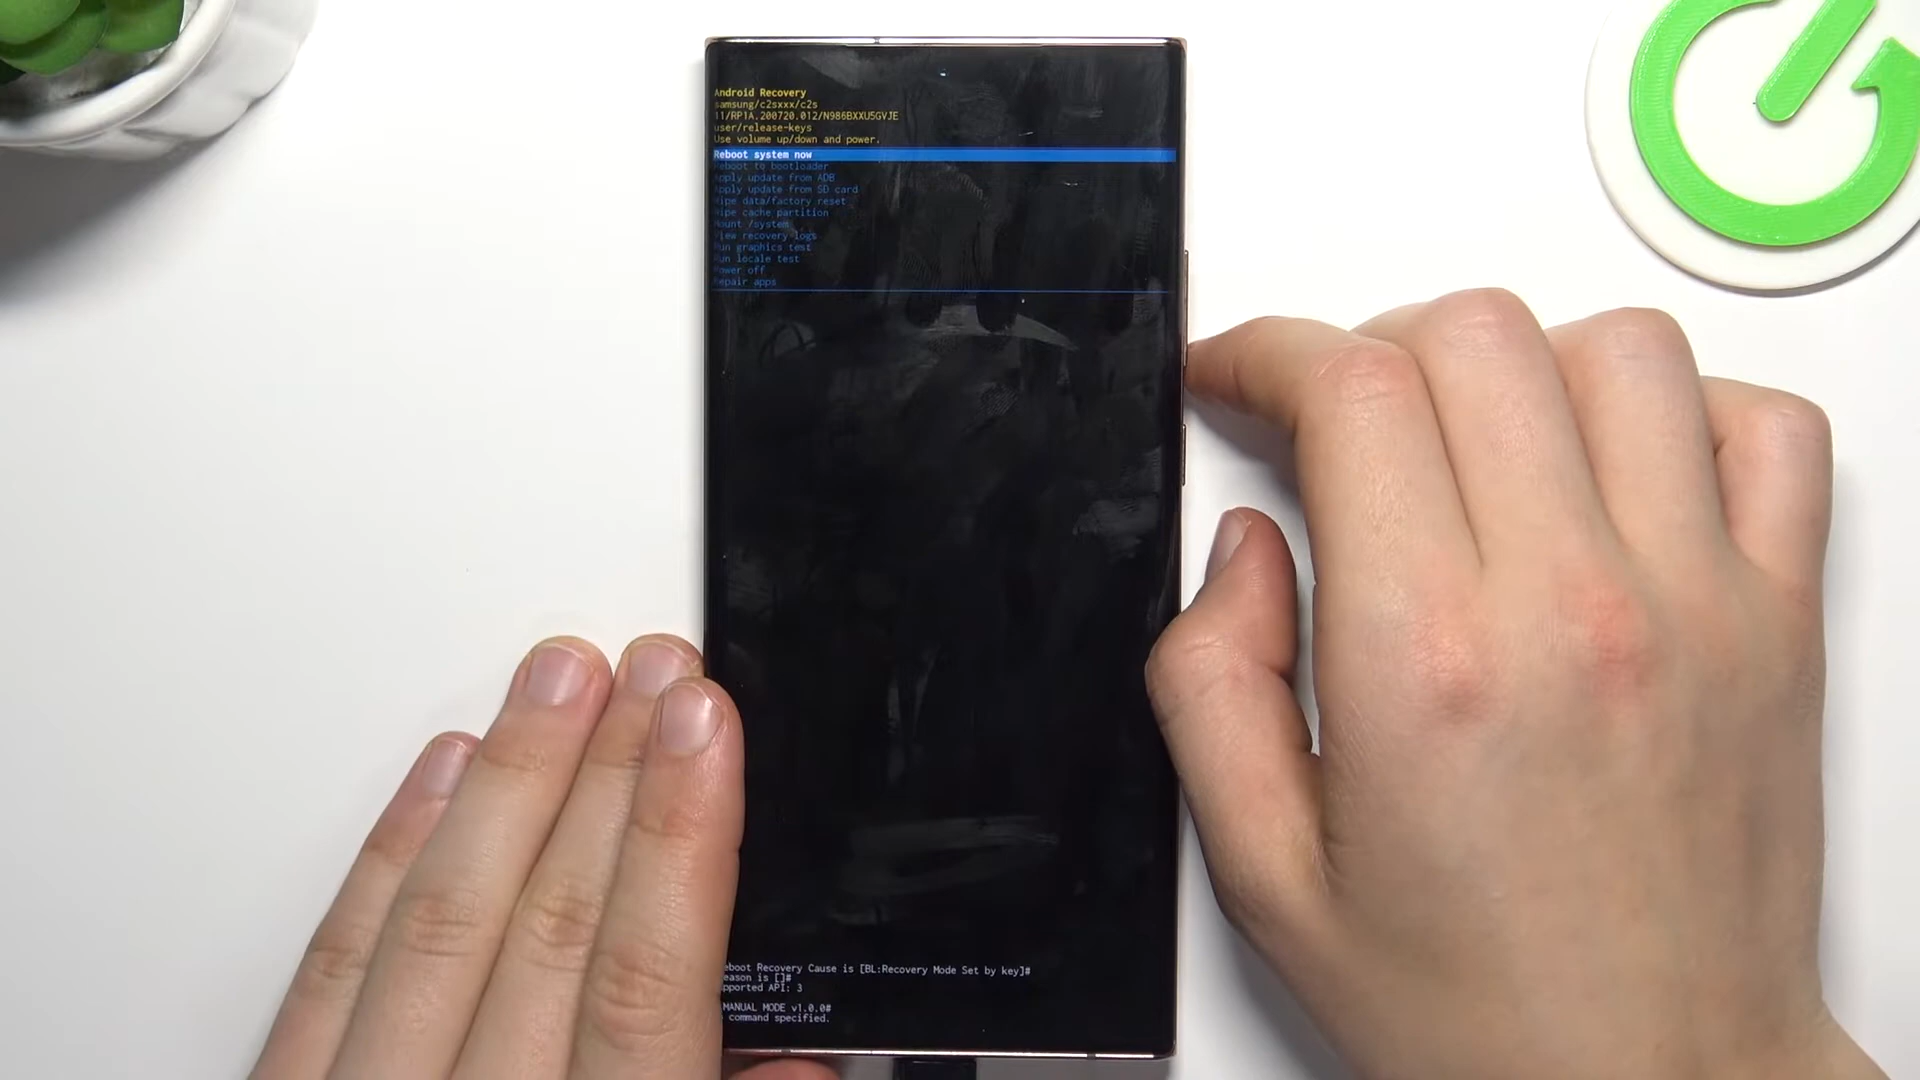 Android Recovery
samsung/c2sxxx/c2s
11/RP1A.200720.012/N986BXXU5GVJE
user/release-keys
Use volume up/down and power.
Reboot system now
Reboot to bootloader
Apply update from ADB
Apply update from SD card
Wipe data/factory reset
Wipe cache partition
Mount /system
View recovery logs
Run graphics test
Run locale test
Power off
Repair apps
eboot Recovery Cause is [BL:Recovery Mode Set by key]#
eason is []#
pported API: 3
MANUAL MODE v1.0.0#
command specified.